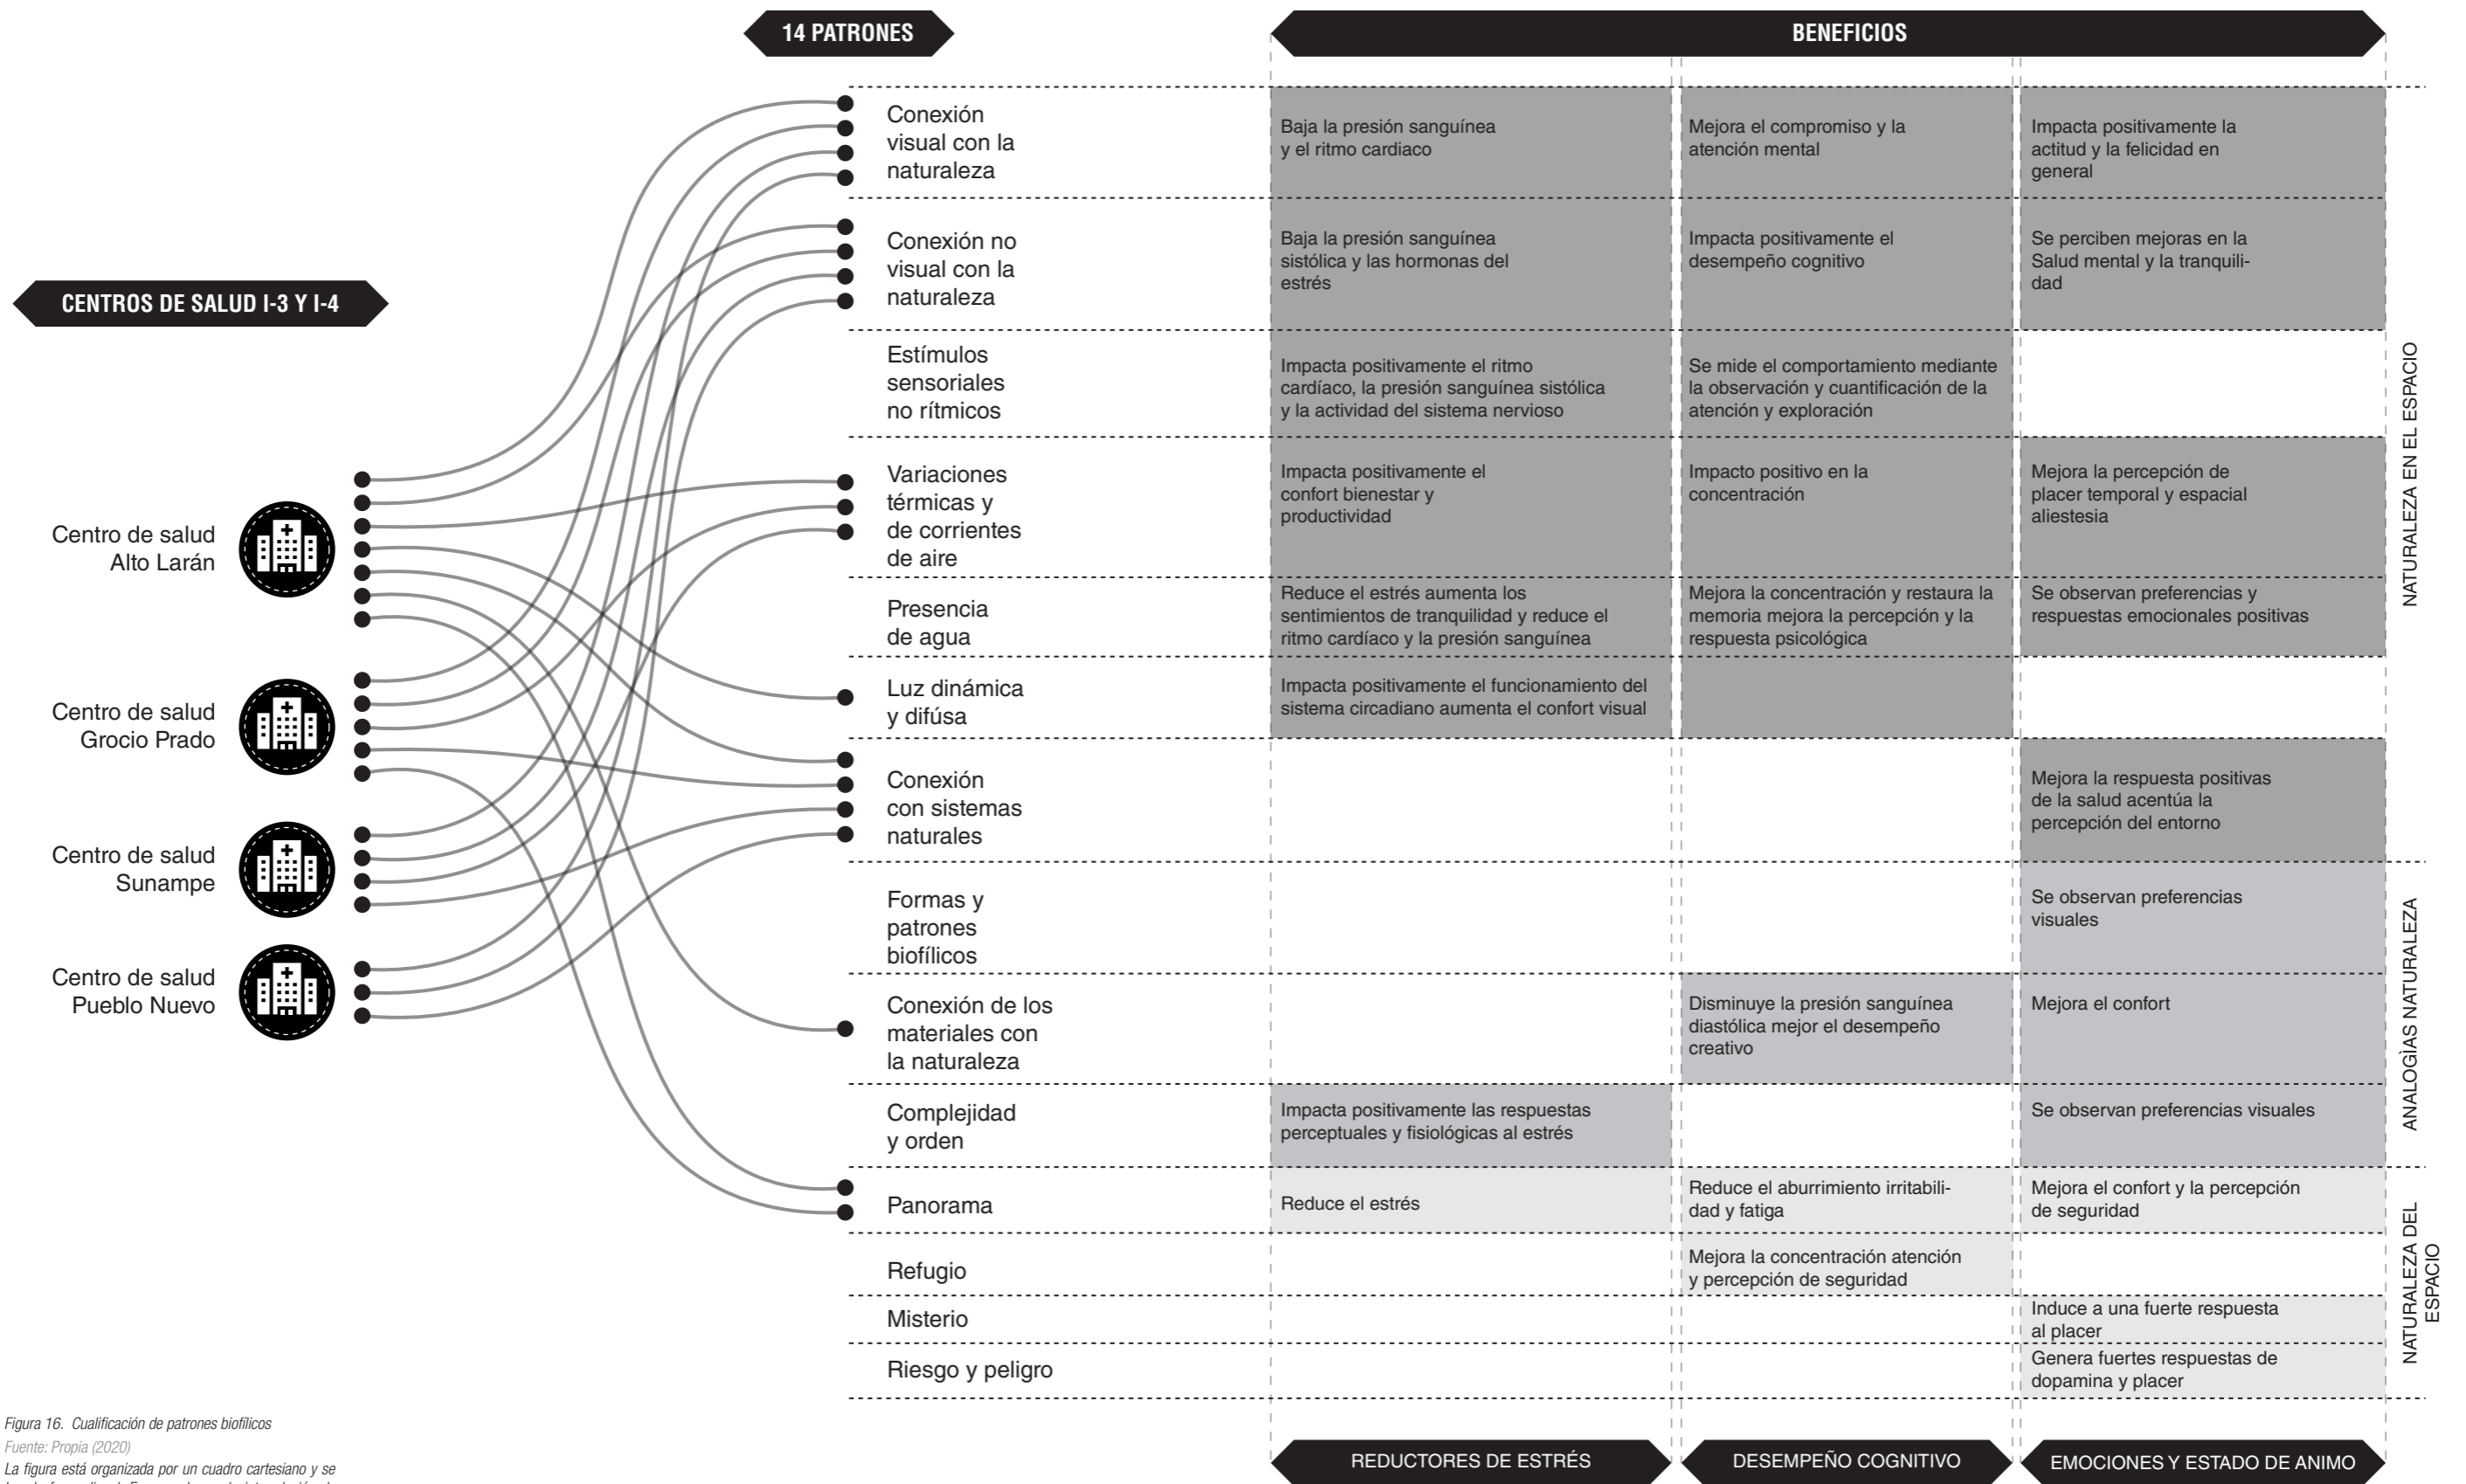 14 PATRONES
BENEFICIOS
CENTROS DE SALUD I-3 Y I-4
Centro de salud
Alto Larán
Centro de salud
Grocio Prado
Centro de salud
Sunampe
Centro de salud
Pueblo Nuevo
Conexión
visual con la
naturaleza
Baja la presión sanguínea
y el ritmo cardiaco
Mejora el compromiso y la
atención mental
Impacta positivamente la
actitud y la felicidad en
general
Conexión no
visual con la
naturaleza
Baja la presión sanguínea
sistólica y las hormonas del
estrés
Impacta positivamente el
desempeño cognitivo
Se perciben mejoras en la
Salud mental y la tranquili-
dad
Estímulos
sensoriales
no rítmicos
Impacta positivamente el ritmo
cardíaco, la presión sanguínea sistólica
y la actividad del sistema nervioso
Se mide el comportamiento mediante
la observación y cuantificación de la
atención y exploración
Variaciones
térmicas y
de corrientes
de aire
Impacta positivamente el
confort bienestar y
productividad
Impacto positivo en la
concentración
Mejora la percepción de
placer temporal y espacial
aliestesia
Presencia
de agua
Reduce el estrés aumenta los
sentimientos de tranquilidad y reduce el
ritmo cardíaco y la presión sanguínea
Mejora la concentración y restaura la
memoria mejora la percepción y la
respuesta psicológica
Se observan preferencias y
respuestas emocionales positivas
Luz dinámica
y difúsa
Impacta positivamente el funcionamiento del
sistema circadiano aumenta el confort visual
Conexión
con sistemas
naturales
Mejora la respuesta positivas
de la salud acentúa la
percepción del entorno
NATURALEZA EN EL ESPACIO
Formas y
patrones
biofílicos
Se observan preferencias
visuales
Conexión de los
materiales con
la naturaleza
Disminuye la presión sanguínea
diastólica mejor el desempeño
creativo
Mejora el confort
Complejidad
y orden
Impacta positivamente las respuestas
perceptuales y fisiológicas al estrés
Se observan preferencias visuales
ANALOGÌAS NATURALEZA
Panorama
Reduce el estrés
Reduce el aburrimiento irritabili-
dad y fatiga
Mejora el confort y la percepción
de seguridad
Refugio
Mejora la concentración atención
y percepción de seguridad
Misterio
Induce a una fuerte respuesta
al placer
Riesgo y peligro
Genera fuertes respuestas de
dopamina y placer
NATURALEZA DEL
ESPACIO
REDUCTORES DE ESTRÉS
DESEMPEÑO COGNITIVO
EMOCIONES Y ESTADO DE ANIMO
Figura 16. Cualificación de patrones biofílicos
Fuente: Propia (2020)
La figura está organizada por un cuadro cartesiano y se